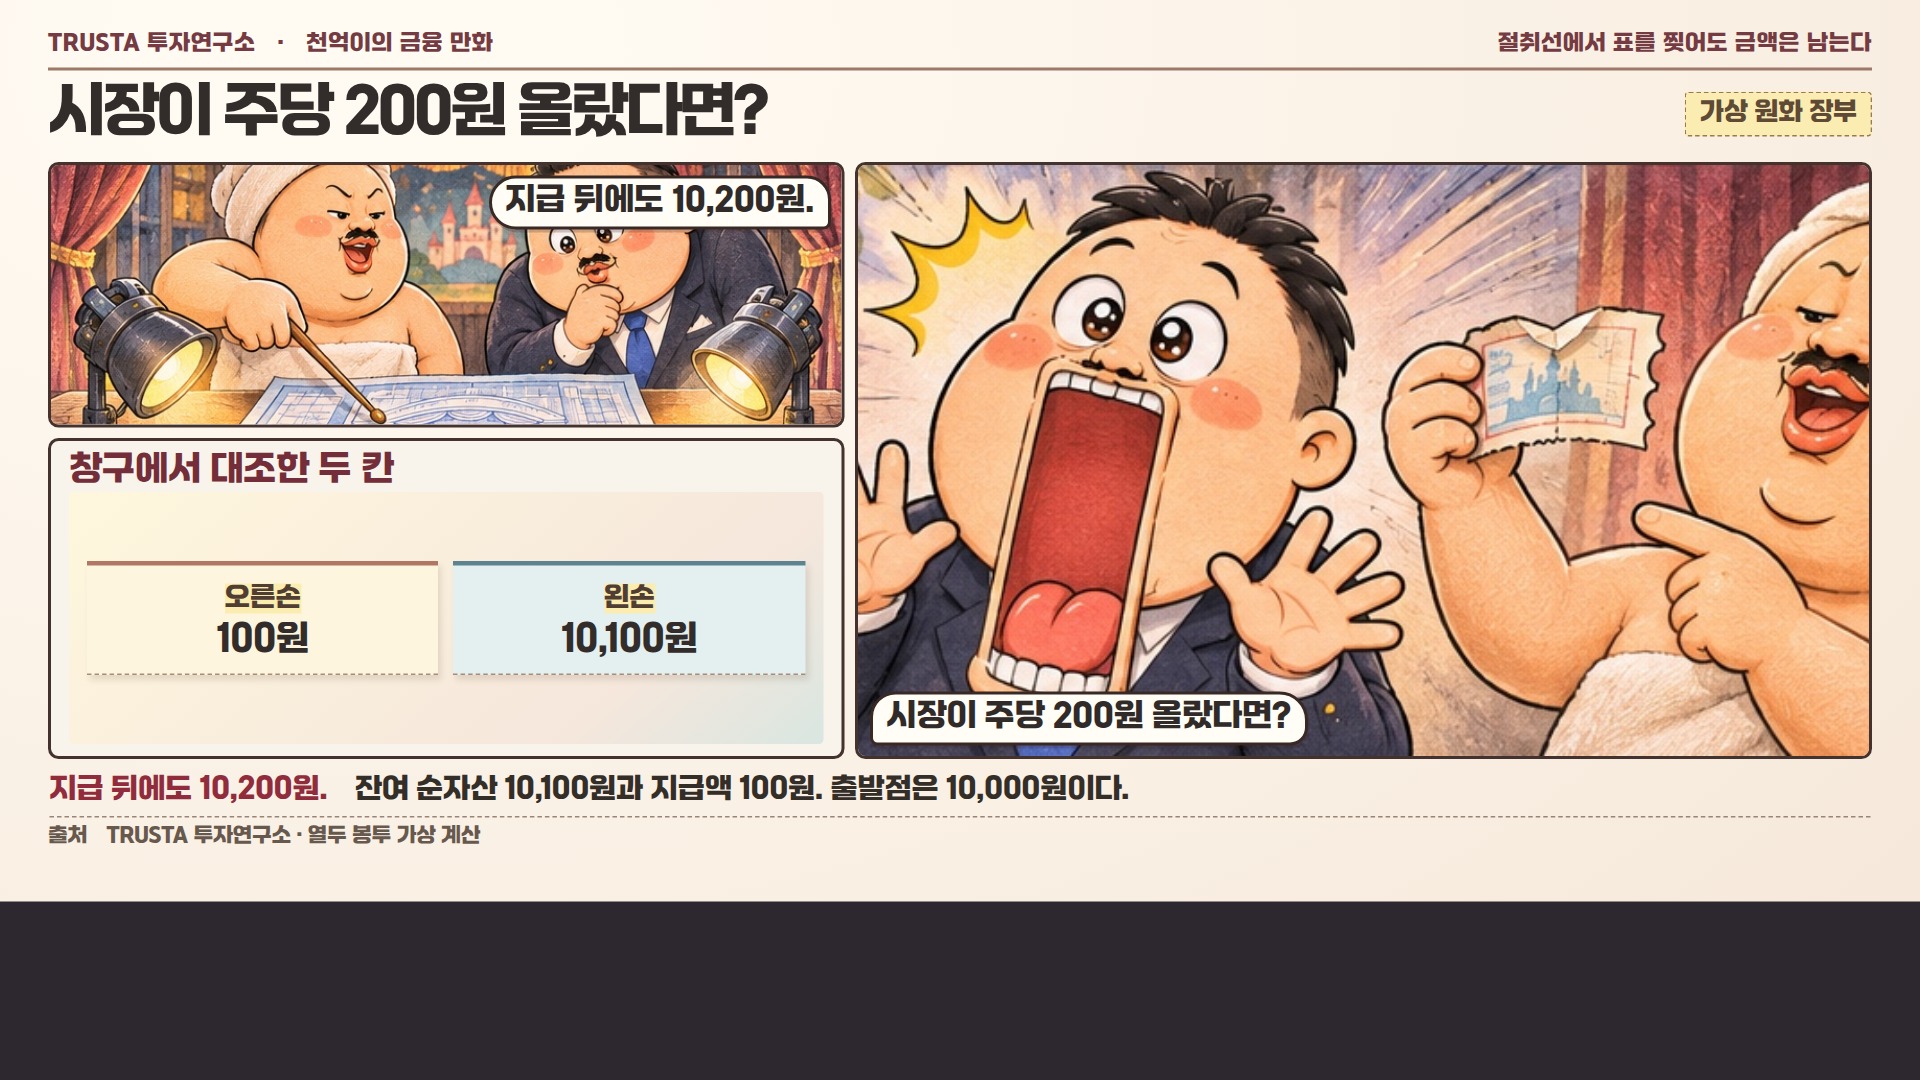 TRUSTA 투자연구소 · 천억이의 금융 만화
절취선에서 표를 찢어도 금액은 남는다
시장이 주당 200원 올랐다면?
가상 원화 장부
지급 뒤에도 10,200원.
창구에서 대조한 두 칸
오른손
100원
왼손
10,100원
시장이 주당 200원 올랐다면?
지급 뒤에도 10,200원. 잔여 순자산 10,100원과 지급액 100원. 출발점은 10,000원이다.
출처 TRUSTA 투자연구소 · 열두 봉투 가상 계산